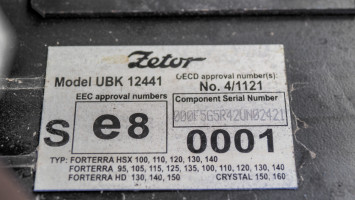 Zetor
Model UBK 12441
OECD approval number(s):
No. 4/1121
EEC approval numbers
Component Serial Number
000FSG5R42UN02421
S
e8
0001
TYP: FORTERRA HSX 100, 110, 120, 130, 140
FORTERRA 95, 105, 115, 125, 135, 100, 110, 120, 130, 140
FORTERRA HD 130, 140, 150 CRYSTAL 150, 160